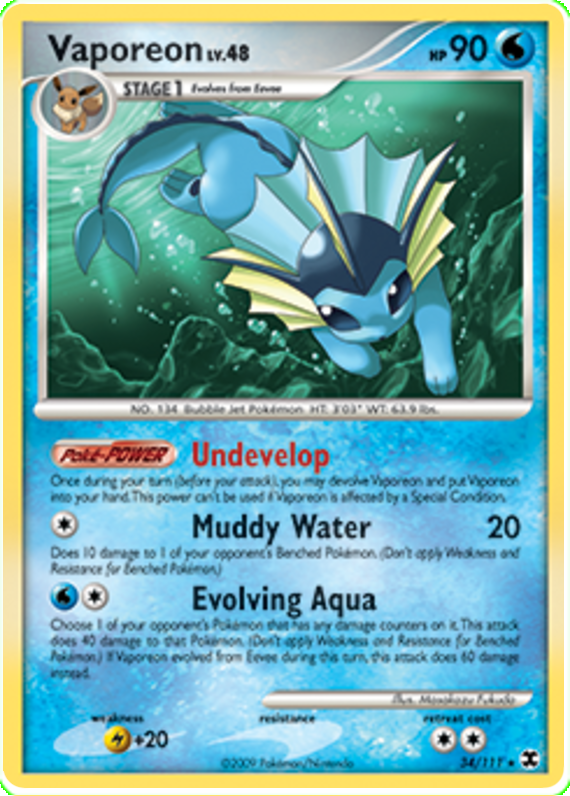 Vaporeon LV.48
HP 90
STAGE 1 Evolves from Eevee
NO. 134 Bubble Jet Pokémon HT: 3'03" WT: 63.9 lbs.
Poké-POWER Undevelop
Once during your turn (before your attack), you may devolve Vaporeon and put Vaporeon
into your hand. This power can't be used if Vaporeon is affected by a Special Condition.
Muddy Water 20
Does 10 damage to 1 of your opponent's Benched Pokémon. (Don't apply Weakness and
Resistance for Benched Pokémon.)
Evolving Aqua
Choose 1 of your opponent's Pokémon that has any damage counters on it. This attack
does 40 damage to that Pokémon. (Don't apply Weakness and Resistance for Benched
Pokémon.) If Vaporeon evolved from Eevee during this turn, this attack does 60 damage
instead.
Illus. Masakazu Fukuda
weakness resistance retreat cost
+20
©2009 Pokémon/Nintendo
34/111 ★